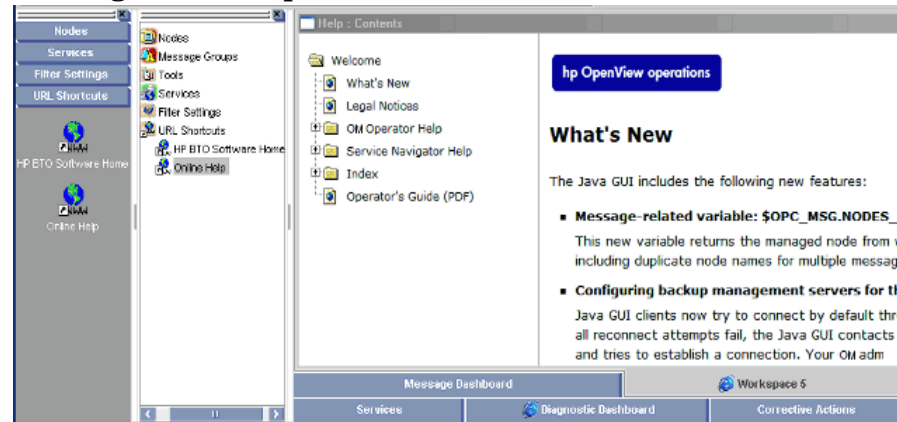 Nodes
Services
Filter Settings
URL Shortcuts
HP BTO Software Home
Online Help
Nodes
Message Groups
Tools
Services
Filter Settings
URL Shortcuts
HP BTO Software Home
Online Help
Help : Contents
Welcome
What's New
Legal Notices
OM Operator Help
Service Navigator Help
Index
Operator's Guide (PDF)
hp OpenView operations
What's New
The Java GUI includes the following new features:
Message-related variable: $OPC_MSG.NODES_
This new variable returns the managed node from
including duplicate node names for multiple messag
Configuring backup management servers for th
Java GUI clients now try to connect by default thr
all reconnect attempts fail, the Java GUI contacts
and tries to establish a connection. Your OM adm
Message Dashboard
Workspace 6
Services
Diagnostic Dashboard
Corrective Actions